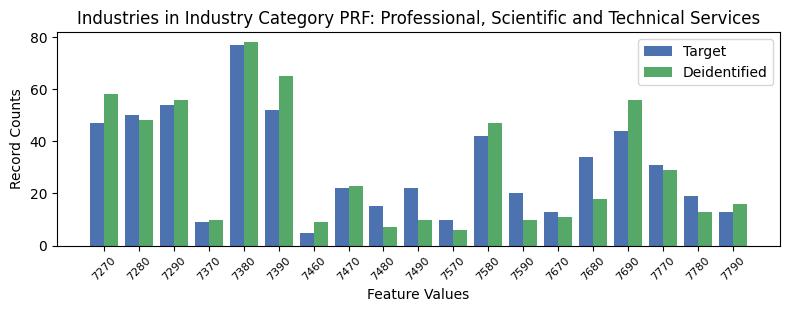 Industries in Industry Category PRF: Professional, Scientific and Technical Services
Record Counts
80
60
40
20
0
Target
Deidentified
7270 7280 7290 7370 7380 7390 7460 7470 7480 7490 7570 7580 7590 7670 7680 7690 7770 7780 7790
Feature Values